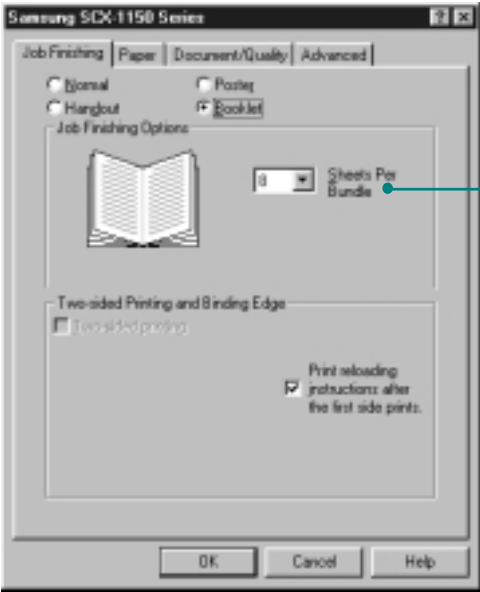 Samsung SCX-1150 Series
? ×
Job Finishing Paper Document/Quality Advanced
Normal Poster
Handout Booklet
Job Finishing Options
8 Sheets Per
Bundle
Two-sided Printing and Binding Edge
Two-sided printing
Print reloading
instructions after
the first side prints.
OK Cancel Help